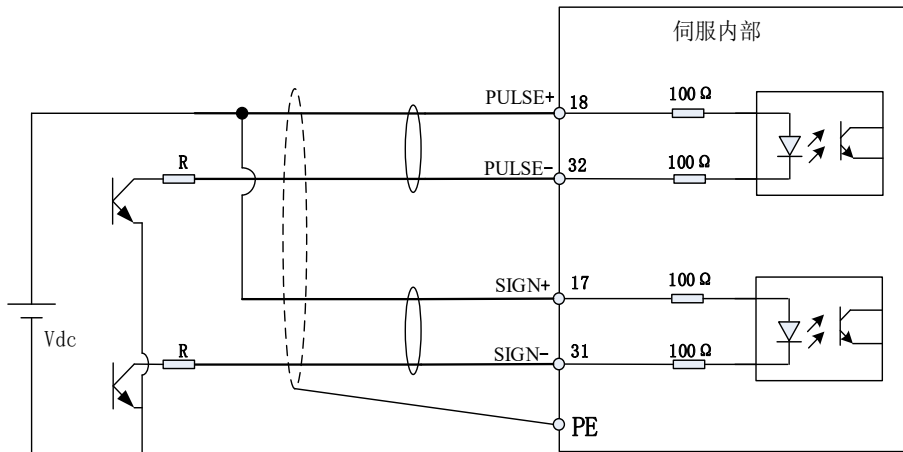 伺服内部
PULSE+
18
100Ω
R
PULSE-
32
100Ω
SIGN+
17
100Ω
Vdc
R
SIGN-
31
100Ω
PE